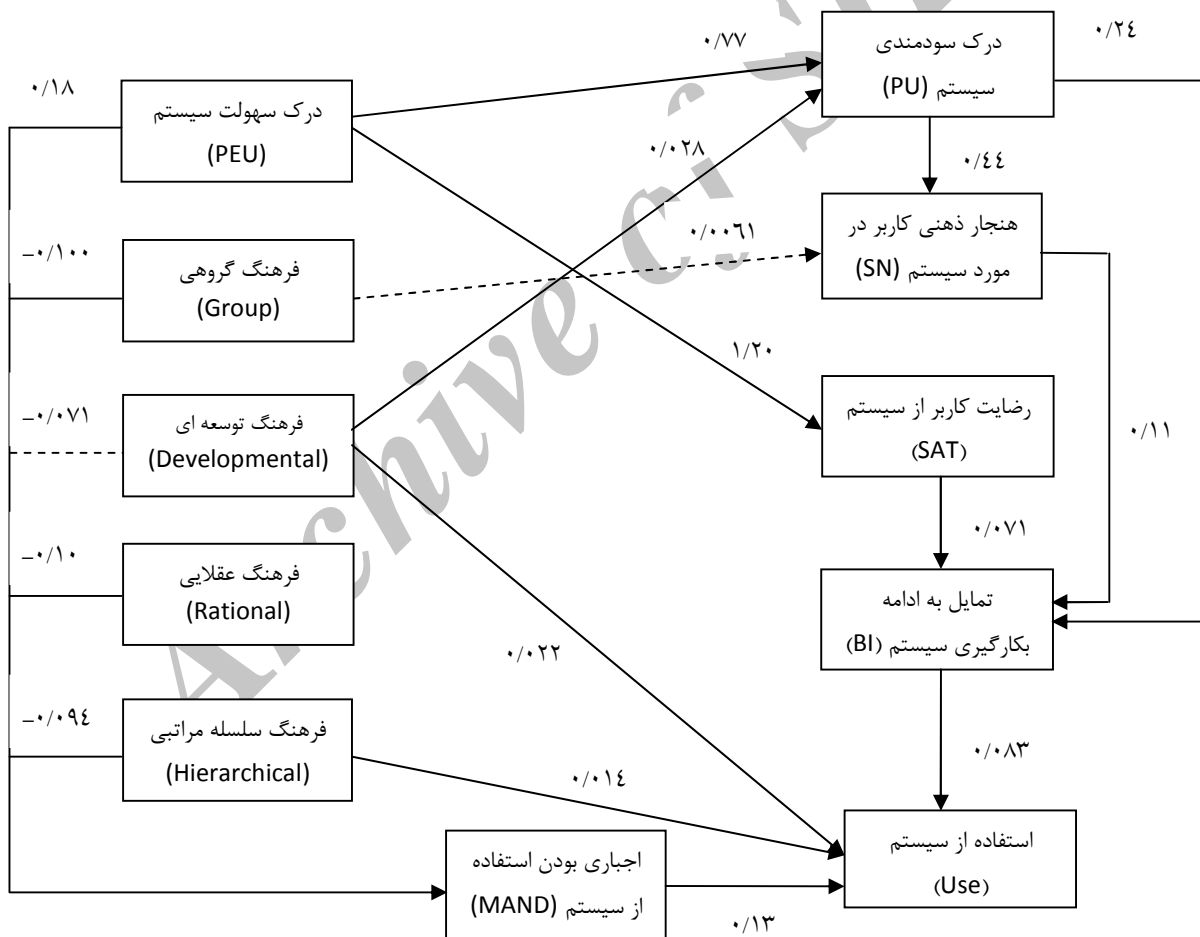 ۰/۱۸
درک سهولت سیستم
(PEU)
-۰/۱۰۰
فرهنگ گروهی
(Group)
-۰/۰۷۱
فرهنگ توسعه ای
(Developmental)
-۰/۱۰
فرهنگ عقلایی
(Rational)
-۰/۰۹٤
فرهنگ سلسله مراتبی
(Hierarchical)
۰/۷۷
۰/۰۲۸
۰/۰۰٦۱
۱/۲۰
۰/۰۲۲
۰/۰۱٤
اجباری بودن استفاده
از سیستم (MAND)
۰/۱۳
درک سودمندی
سیستم (PU)
۰/۲٤
۰/٤٤
هنجار ذهنی کاربر در
مورد سیستم (SN)
رضایت کاربر از سیستم
(SAT)
۰/۱۱
۰/۰۷۱
تمایل به ادامه
بکارگیری سیستم (BI)
۰/۰۸۳
استفاده از سیستم
(Use)
Archive of